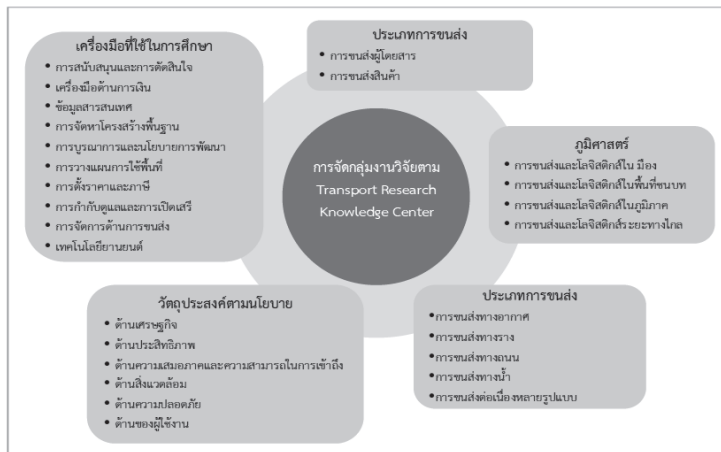 ประเภทการขนส่ง
• การขนส่งผู้โดยสาร
• การขนส่งสินค้า
เครื่องมือที่ใช้ในการศึกษา
• การสนับสนุนและการตัดสินใจ
• เครื่องมือด้านการเงิน
• ข้อมูลสารสนเทศ
• การจัดหาโครงสร้างพื้นฐาน
• การบูรณาการและนโยบายการพัฒนา
• การวางแผนการใช้พื้นที่
• การตั้งราคาและภาษี
• การกำกับดูแลและการเปิดเสรี
• การจัดการด้านการขนส่ง
• เทคโนโลยียานยนต์
การจัดกลุ่มงานวิจัยตาม
Transport Research
Knowledge Center
ภูมิศาสตร์
• การขนส่งและโลจิสติกส์ใน มือง
• การขนส่งและโลจิสติกส์ในพื้นที่ชนบท
• การขนส่งและโลจิสติกส์ในภูมิภาค
• การขนส่งและโลจิสติกส์ระยะทางไกล
วัตถุประสงค์ตามนโยบาย
• ด้านเศรษฐกิจ
• ด้านประสิทธิภาพ
• ด้านความเสมอภาคและความสามารถในการเข้าถึง
• ด้านสิ่งแวดล้อม
• ด้านความปลอดภัย
• ด้านของผู้ใช้งาน
ประเภทการขนส่ง
•การขนส่งทางอากาศ
•การขนส่งทางราง
•การขนส่งทางถนน
•การขนส่งทางน้ำ
•การขนส่งต่อเนื่องหลายรูปแบบ